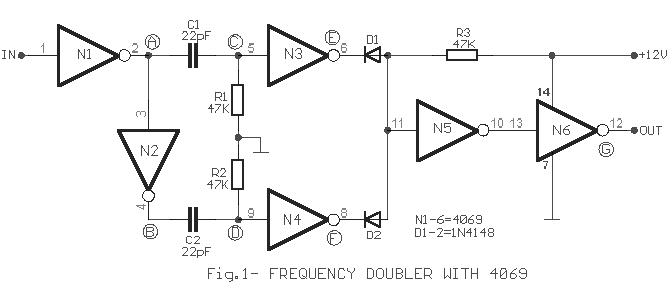 C1
22pF
IN
1
N1
2
A
C
5
N3
E
6
D1
R3
47K
+12V
R1
47K
3
14
N2
11
N5
10
13
N6
12
OUT
G
R2
47K
7
4
B
C2
22pF
D
9
N4
8
F
D2
N1-6=4069
D1-2=1N4148
Fig.1- FREQUENCY DOUBLER WITH 4069